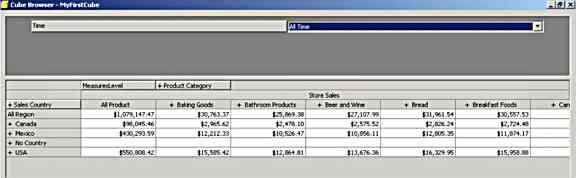 Cube Browser - MyFirstCube
Time All Time
MeasuresLevel + Product Category
Store Sales
+ Sales Country All Product + Baking Goods + Bathroom Products + Beer and Wine + Bread + Breakfast Foods
All Region $1,079,147.47 $30,763.37 $25,869.38 $27,107.99 $31,961.54 $30,557.53
+ Canada $98,045.46 $2,965.62 $2,478.10 $2,575.52 $2,826.24 $2,724.48
+ Mexico $430,293.59 $12,212.33 $10,526.47 $10,856.11 $12,805.35 $11,874.17
+ No Country
+ USA $550,808.42 $15,585.42 $12,864.81 $13,676.36 $16,329.95 $15,958.88